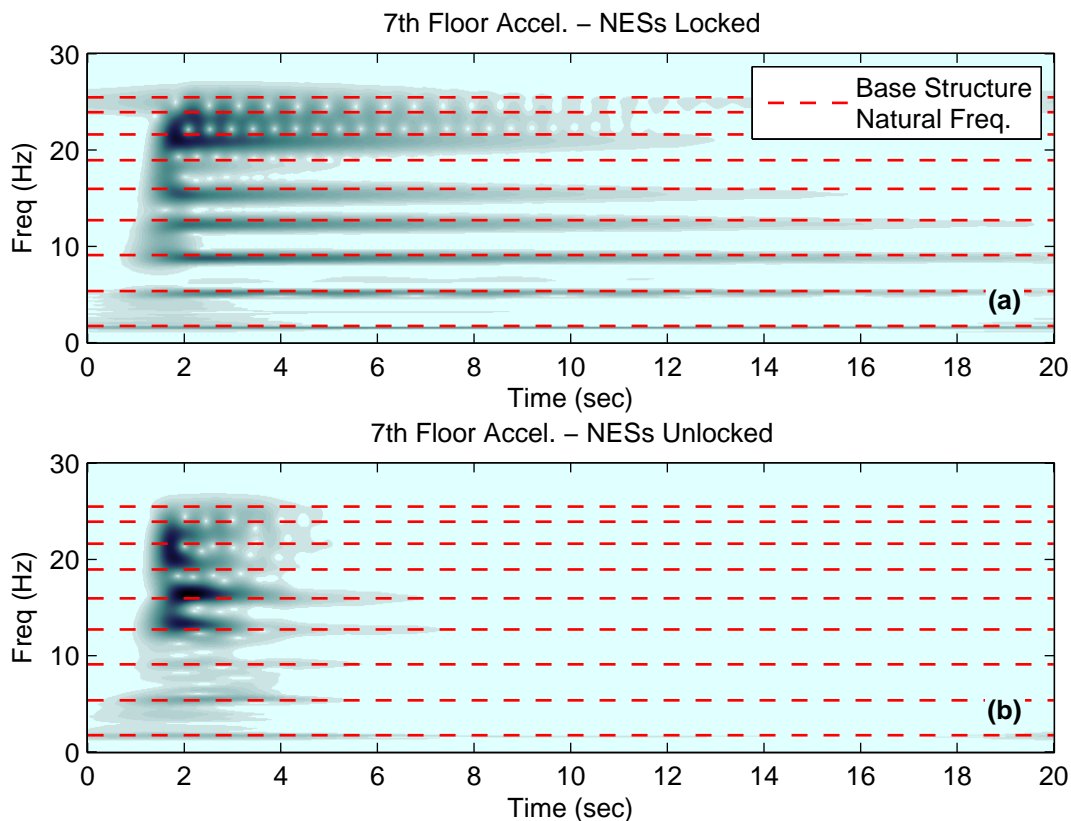 7th Floor Accel. − NESs Locked
30
20
10
0
Freq (Hz)
Base Structure
Natural Freq.
(a)
0 2 4 6 8 10 12 14 16 18 20
Time (sec)
7th Floor Accel. − NESs Unlocked
30
20
10
0
Freq (Hz)
(b)
0 2 4 6 8 10 12 14 16 18 20
Time (sec)